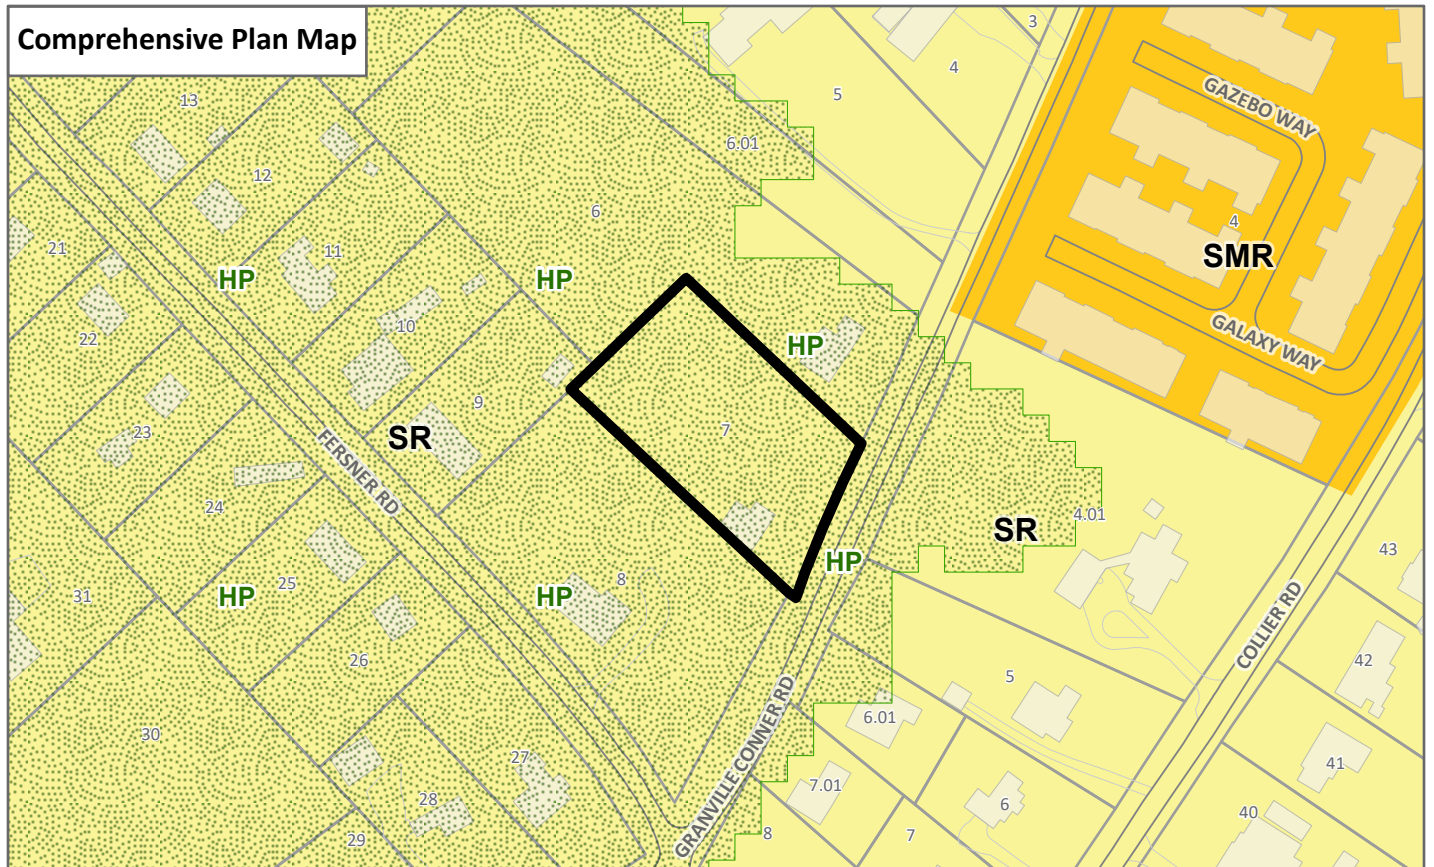 Comprehensive Plan Map
3
4
5
13
GAZEBO WAY
6.01
12
6
4
21
11
SMR
HP
HP
10
GALAXY WAY
22
HP
9
7
SR
23
FERSNER RD
24
4.01
SR
43
HP
8
25
31
HP
HP
COLLIER RD
26
42
5
6.01
30
27
GRANVILLE CONNER RD
41
7.01
28
6
40
29
8
7